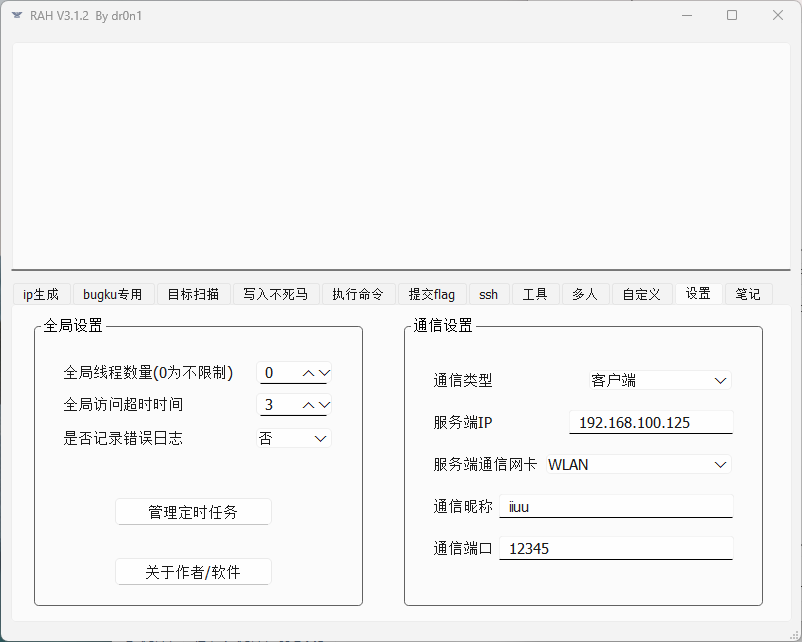 RAH V3.1.2 By dr0n1
ip生成 bugku专用 目标扫描 写入不死马 执行命令 提交flag ssh 工具 多人 自定义 设置 笔记
全局设置
全局线程数量(0为不限制) 0
全局访问超时时间 3
是否记录错误日志 否
管理定时任务
关于作者/软件
通信设置
通信类型 客户端
服务端IP 192.168.100.125
服务端通信网卡 WLAN
通信昵称 iiuu
通信端口 12345